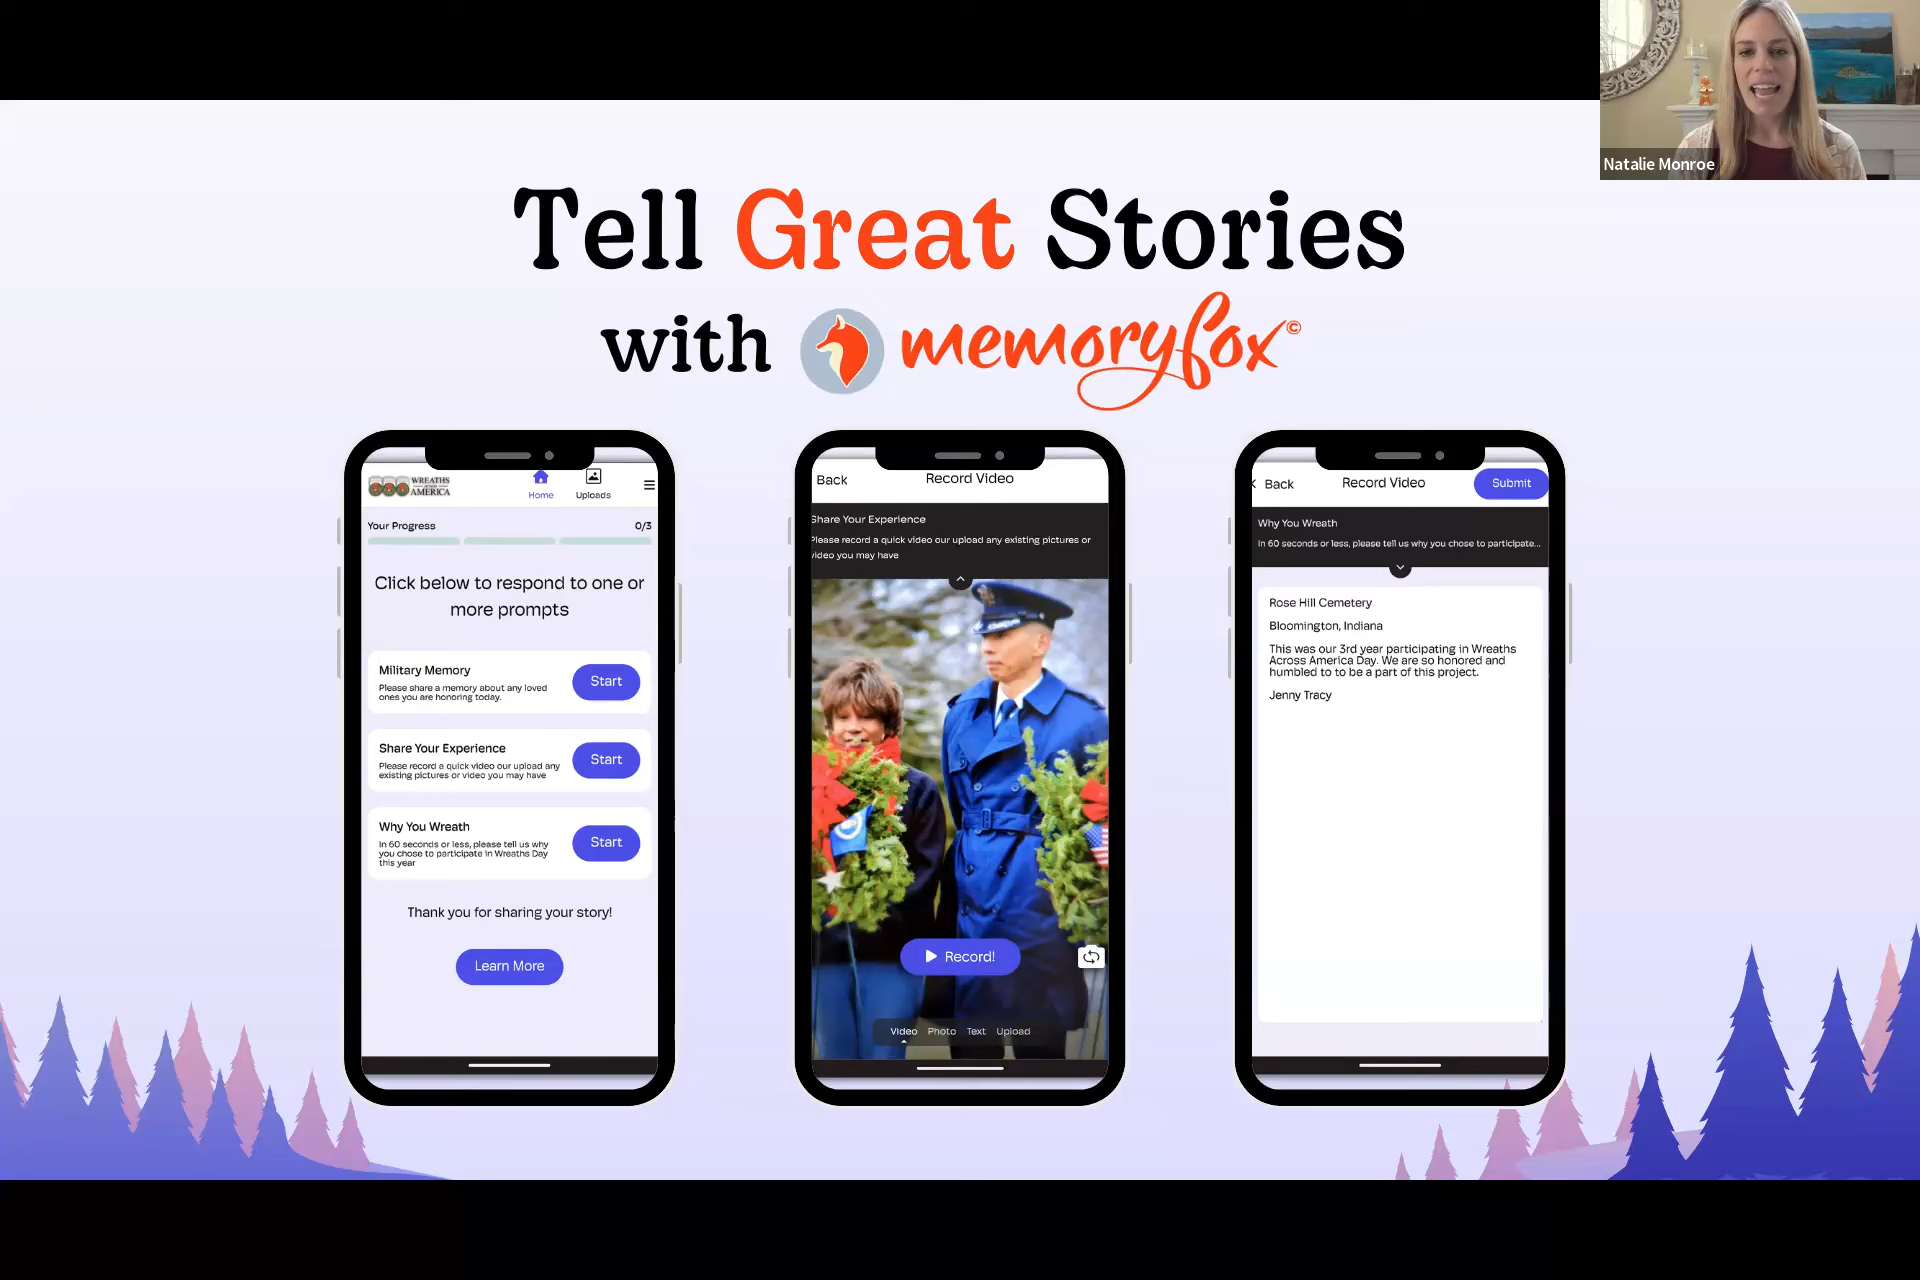 Natalie Monroe
Tell Great Stories
with memoryfox©
WREATHS
across
AMERICA
Home
Uploads
Your Progress
0/3
Click below to respond to one or
more prompts
Military Memory
Please share a memory about any loved
ones you are honoring today.
Start
Share Your Experience
Please record a quick video our upload any
existing pictures or video you may have
Start
Why You Wreath
In 60 seconds or less, please tell us why
you chose to participate in Wreaths Day
this year
Start
Thank you for sharing your story!
Learn More
Back
Record Video
Share Your Experience
Please record a quick video our upload any existing pictures or
video you may have
Record!
Video Photo Text Upload
Back
Record Video
Submit
Why You Wreath
In 60 seconds or less, please tell us why you chose to participate...
Rose Hill Cemetery
Bloomington, Indiana
This was our 3rd year participating in Wreaths
Across America Day. We are so honored and
humbled to to be a part of this project.
Jenny Tracy